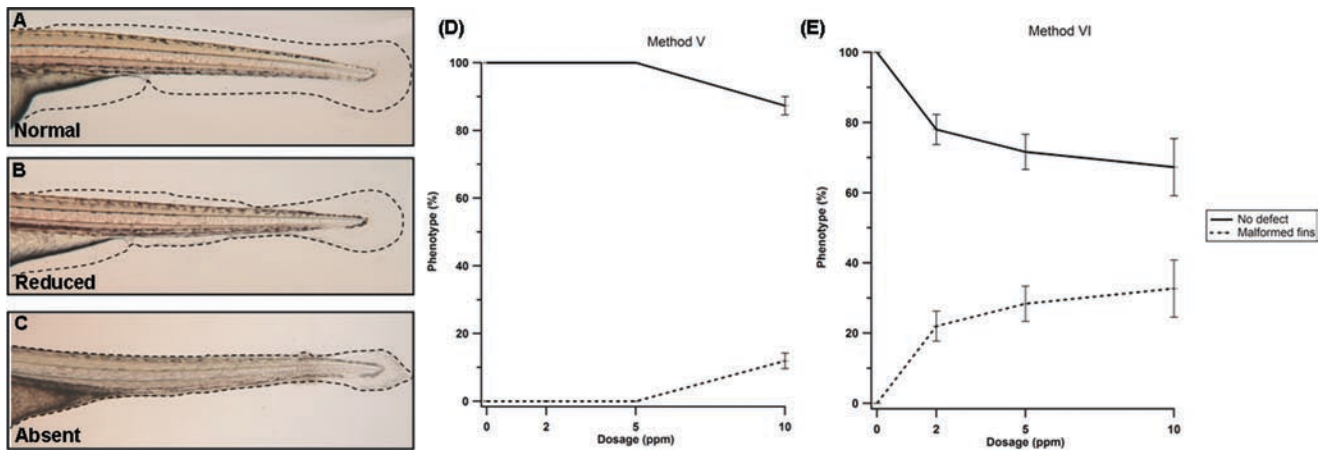 A
Normal
B
Reduced
C
Absent
(D)
Method V
100
80
60
40
20
0
Phenotype (%)
0 2 5 10
Dosage (ppm)
(E)
Method VI
100
80
60
40
20
0
Phenotype (%)
0 2 5 10
Dosage (ppm)
No defect
Malformed fins